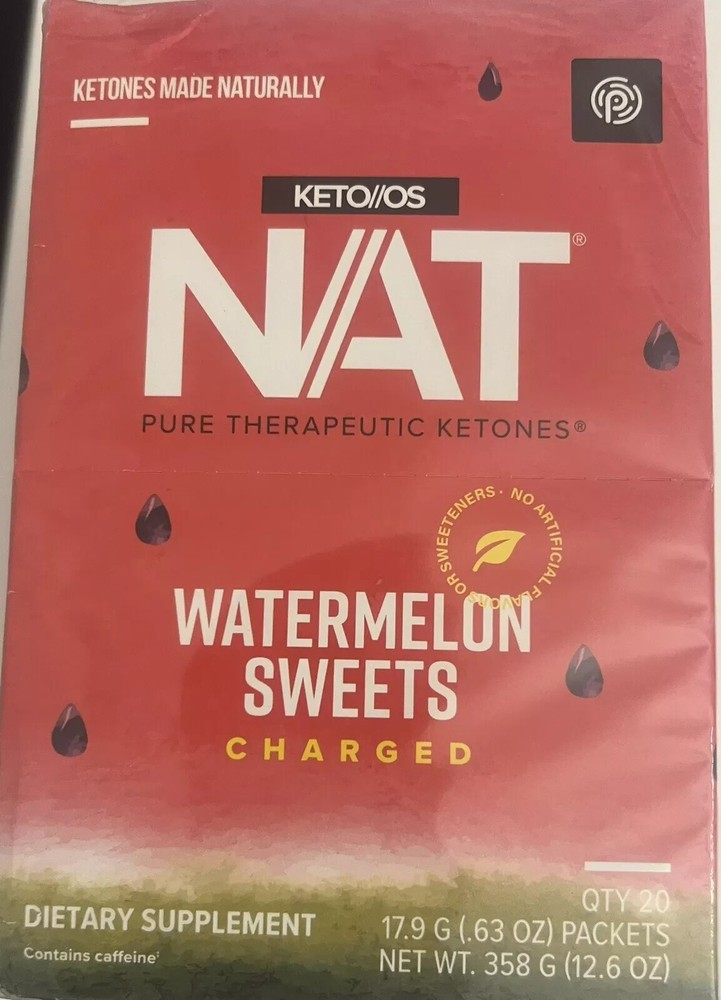 KETONES MADE NATURALLY
KETO//OS
NAT®
PURE THERAPEUTIC KETONES®
NO ARTIFICIAL FLAVORS OR SWEETENERS ·
WATERMELON
SWEETS
CHARGED
QTY 20
DIETARY SUPPLEMENT
17.9 G (.63 OZ) PACKETS
Contains caffeine‡
NET WT. 358 G (12.6 OZ)